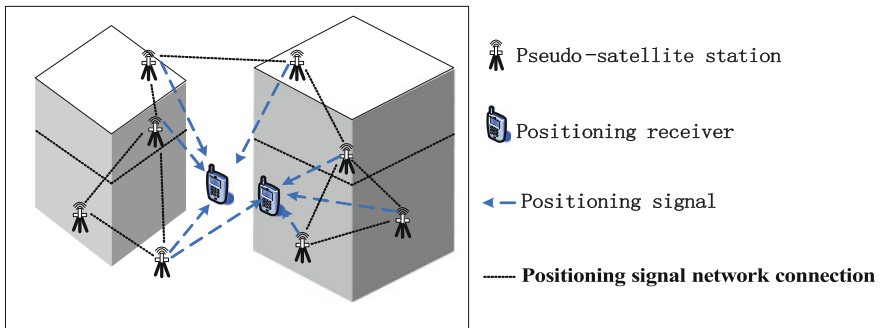 Pseudo-satellite station
Positioning receiver
Positioning signal
Positioning signal network connection